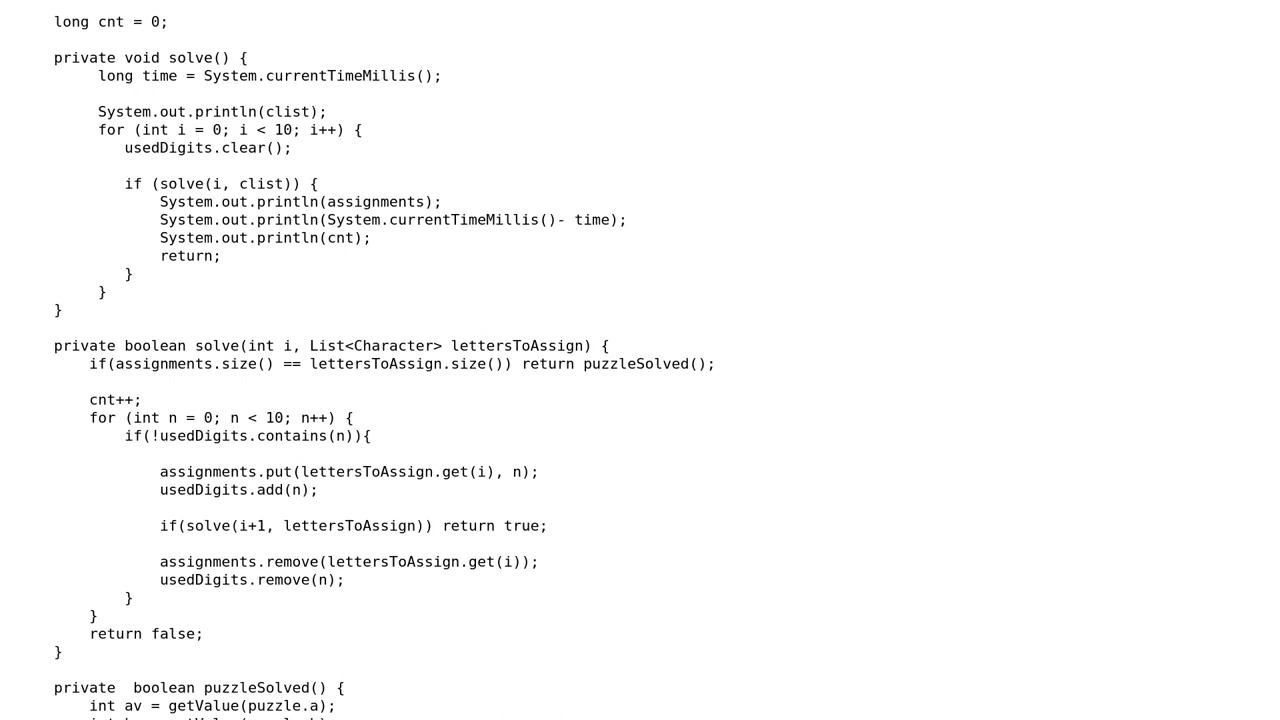 long cnt = 0;
private void solve() {
long time = System.currentTimeMillis();
System.out.println(clist);
for (int i = 0; i < 10; i++) {
usedDigits.clear();
if (solve(i, clist)) {
System.out.println(assignments);
System.out.println(System.currentTimeMillis()- time);
System.out.println(cnt);
return;
}
}
}
private boolean solve(int i, List<Character> lettersToAssign) {
if(assignments.size() == lettersToAssign.size()) return puzzleSolved();
cnt++;
for (int n = 0; n < 10; n++) {
if(!usedDigits.contains(n)){
assignments.put(lettersToAssign.get(i), n);
usedDigits.add(n);
if(solve(i+1, lettersToAssign)) return true;
assignments.remove(lettersToAssign.get(i));
usedDigits.remove(n);
}
}
return false;
}
private  boolean puzzleSolved() {
int av = getValue(puzzle.a);